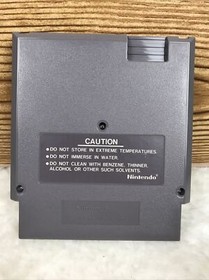 CAUTION
•DO NOT STORE IN EXTREME TEMPERATURES.
•DO NOT IMMERSE IN WATER.
•DO NOT CLEAN WITH BENZENE, THINNER,
ALCOHOL OR OTHER SUCH SOLVENTS.
Nintendo